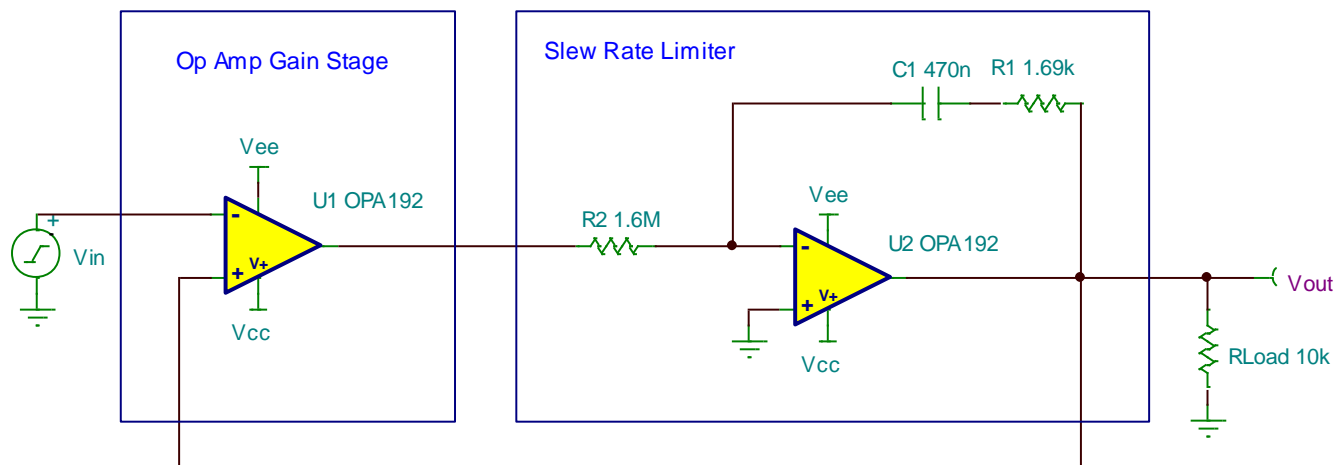 Op Amp Gain Stage
Slew Rate Limiter
C1 470n
R1 1.69k
Vee
U1 OPA192
Vee
R2 1.6M
U2 OPA192
+
Vin
-
+
V+
-
+
V+
Vout
Vcc
Vcc
RLoad 10k